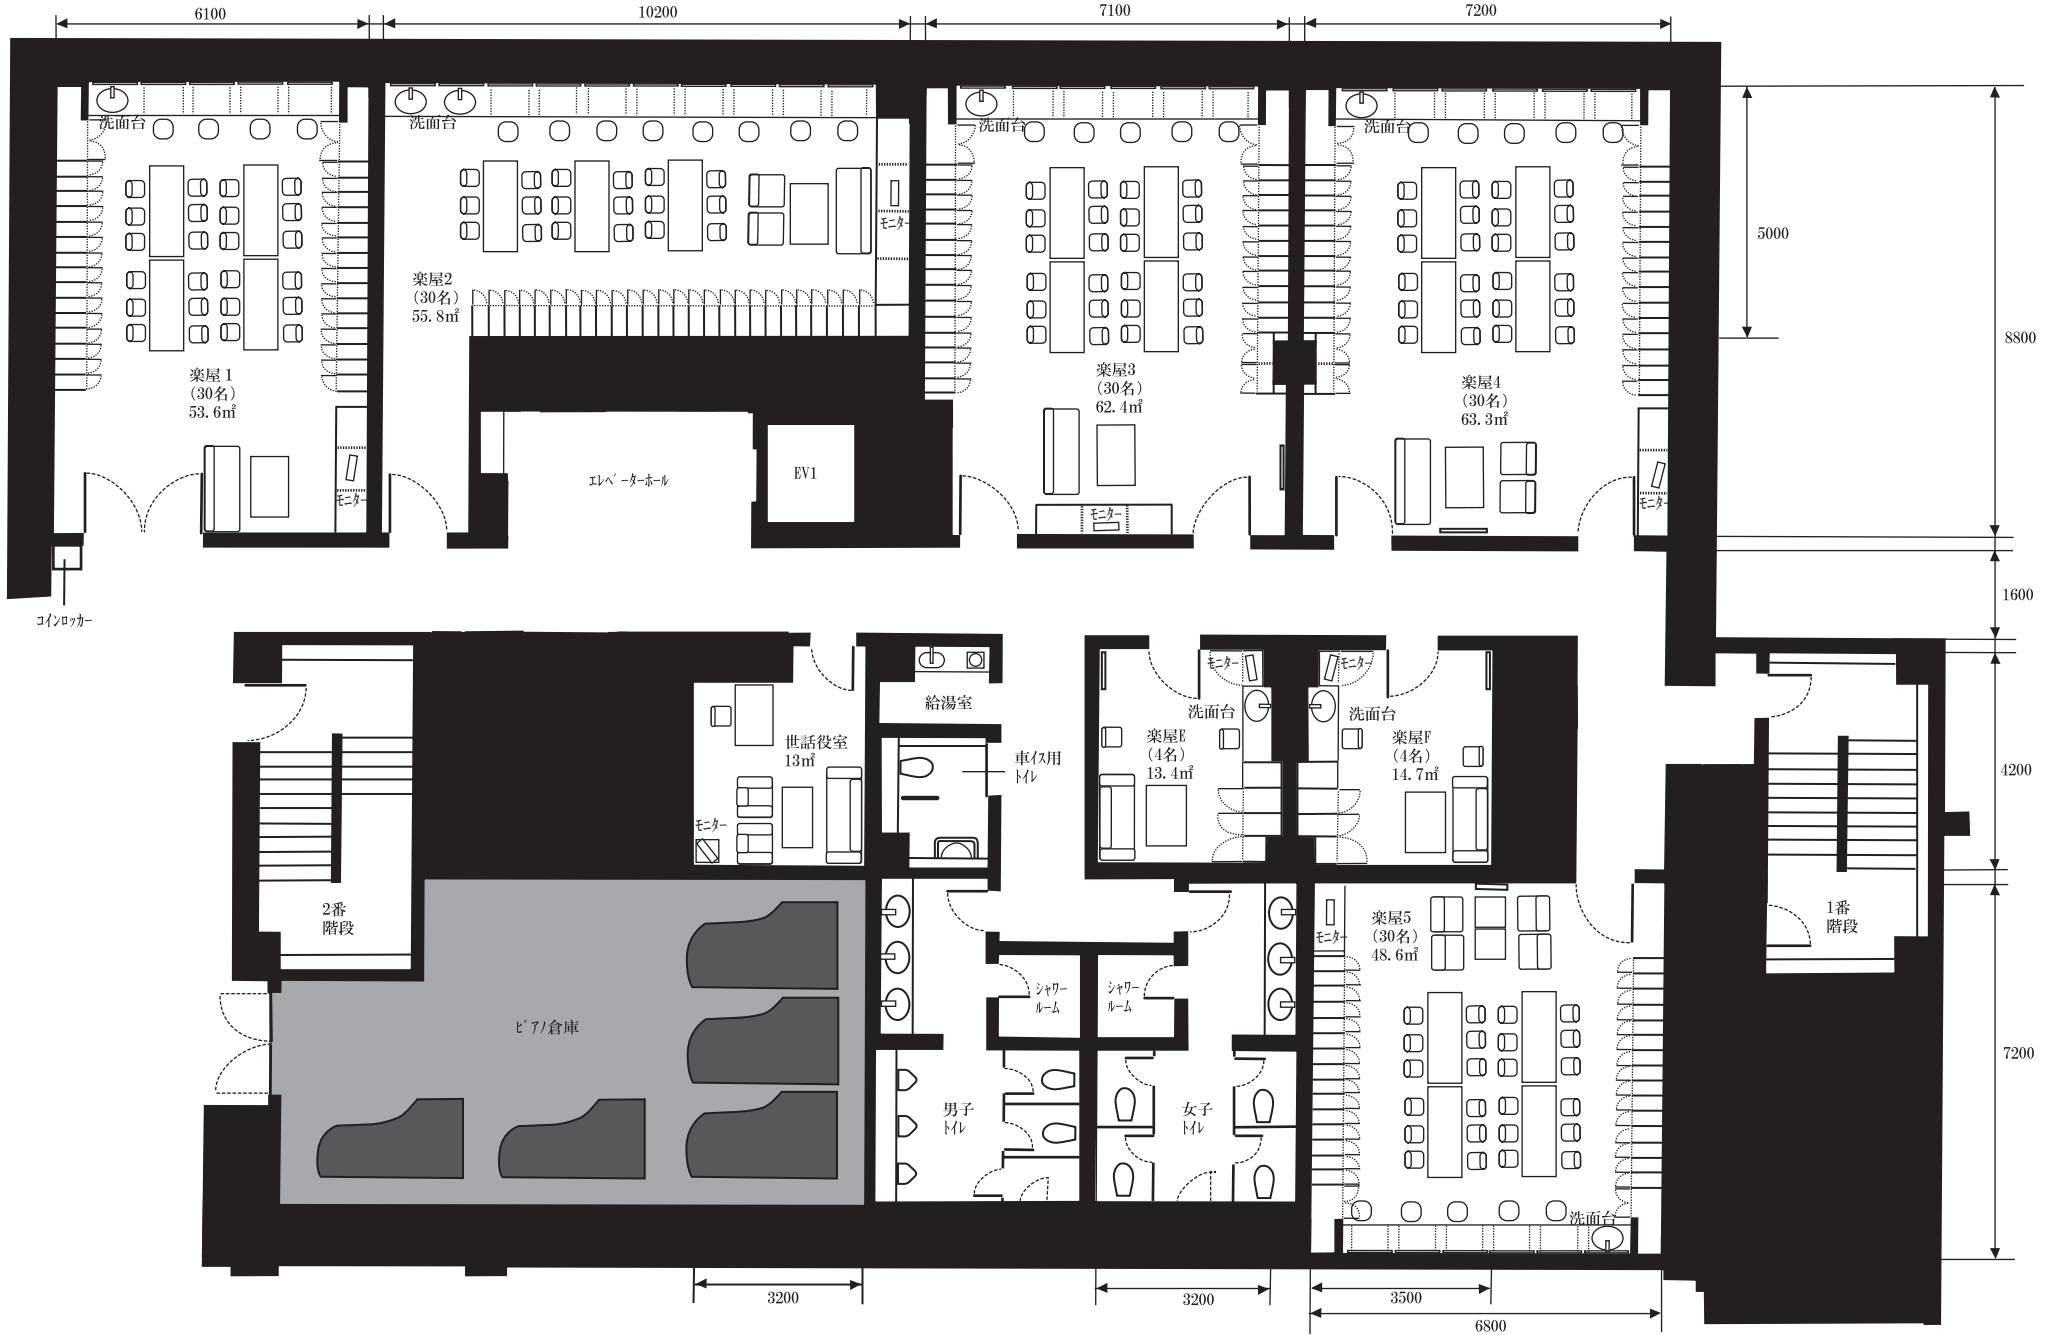 6100
10200
7100
7200
洗面台
洗面台
洗面台
洗面台
モニター
5000
8800
楽屋2
(30名)
55.8㎡
楽屋1
(30名)
53.6㎡
楽屋3
(30名)
62.4㎡
楽屋4
(30名)
63.3㎡
エレベーターホール
EV1
モニター
モニター
モニター
コインロッカー
1600
給湯室
モニター
モニター
洗面台
洗面台
世話役室
13㎡
車イス用
トイレ
楽屋E
(4名)
13.4㎡
楽屋F
(4名)
14.7㎡
4200
モニター
2番
階段
楽屋5
(30名)
48.6㎡
モニター
1番
階段
シャワー
ルーム
シャワー
ルーム
ピアノ倉庫
7200
男子
トイレ
女子
トイレ
洗面台
3200
3200
3500
6800